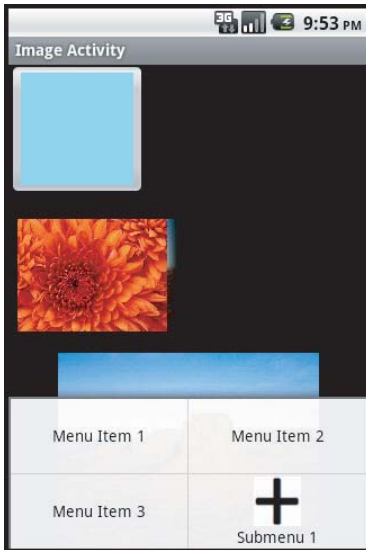 3G
9:53 PM
Image Activity
Menu Item 1
Menu Item 2
Menu Item 3
Submenu 1